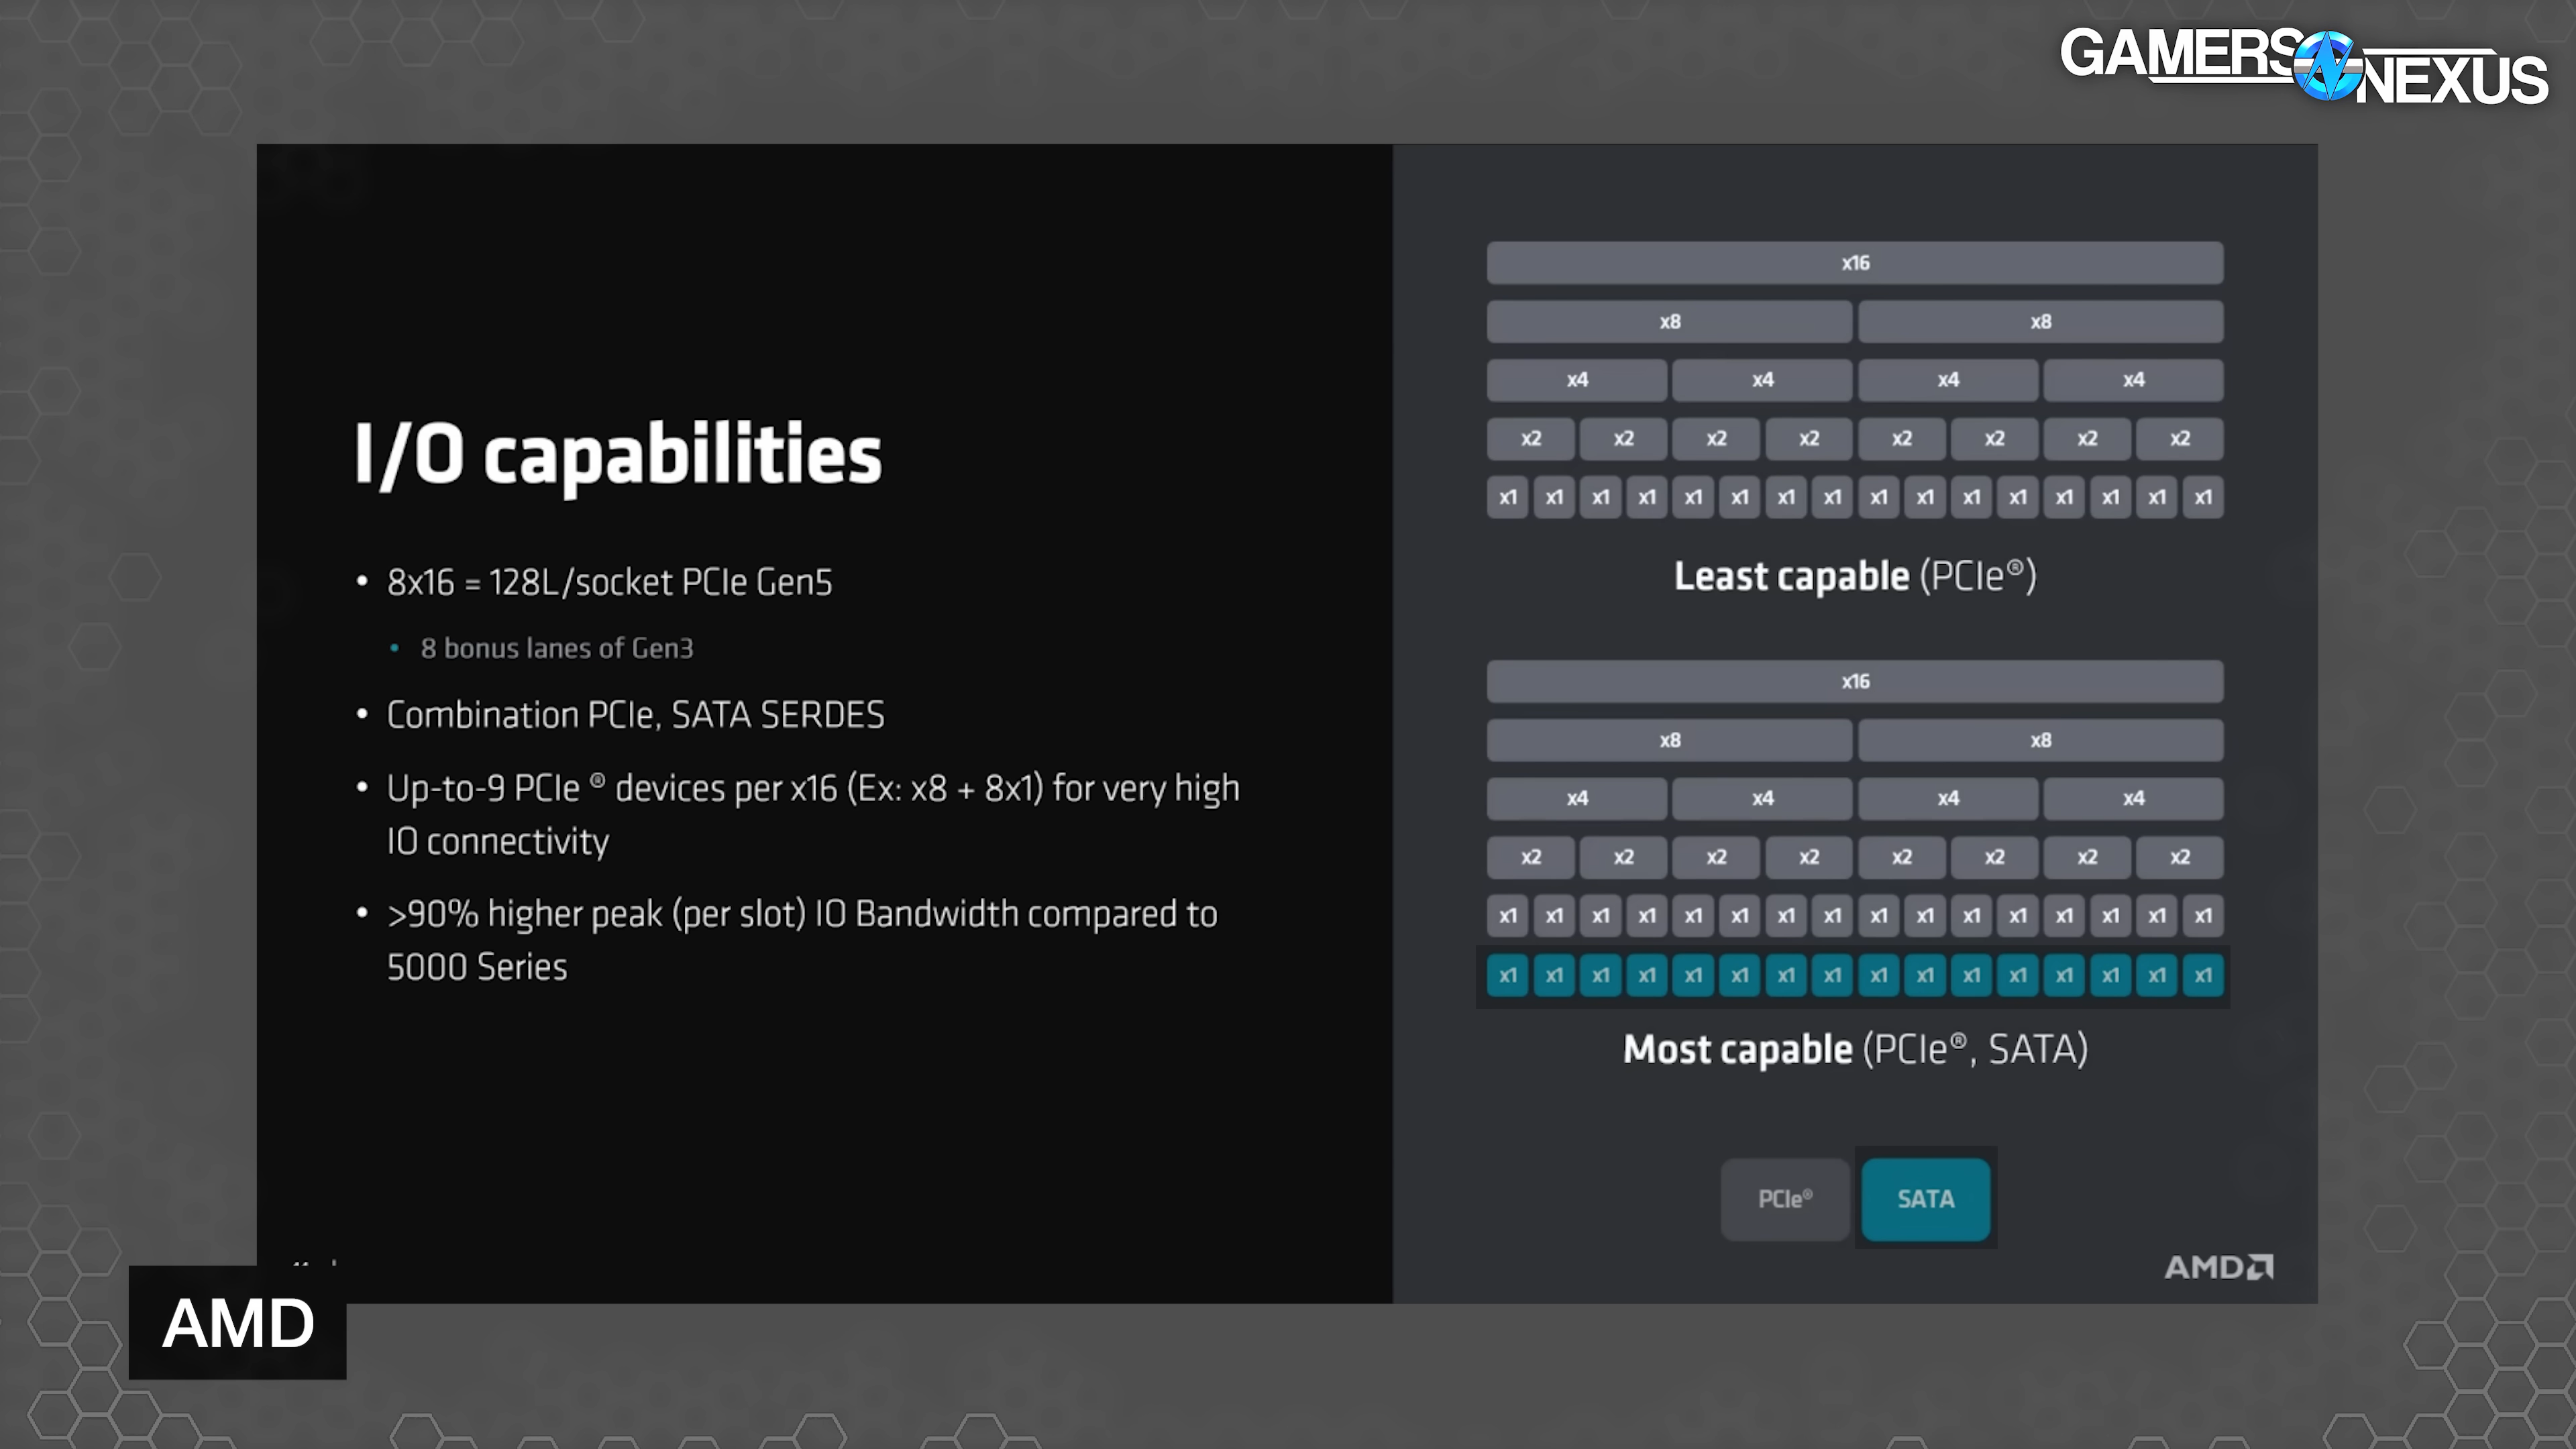 GAMERS NEXUS
I/O capabilities
• 8x16 = 128L/socket PCIe Gen5
• 8 bonus lanes of Gen3
• Combination PCIe, SATA SERDES
• Up-to-9 PCIe ® devices per x16 (Ex: x8 + 8x1) for very high
IO connectivity
• >90% higher peak (per slot) IO Bandwidth compared to
5000 Series
x16
x8 x8
x4 x4 x4 x4
x2 x2 x2 x2 x2 x2 x2 x2
x1 x1 x1 x1 x1 x1 x1 x1 x1 x1 x1 x1 x1 x1 x1 x1
Least capable (PCIe®)
x16
x8 x8
x4 x4 x4 x4
x2 x2 x2 x2 x2 x2 x2 x2
x1 x1 x1 x1 x1 x1 x1 x1 x1 x1 x1 x1 x1 x1 x1 x1
x1 x1 x1 x1 x1 x1 x1 x1 x1 x1 x1 x1 x1 x1 x1 x1
Most capable (PCIe®, SATA)
PCIe® SATA
AMD
AMD